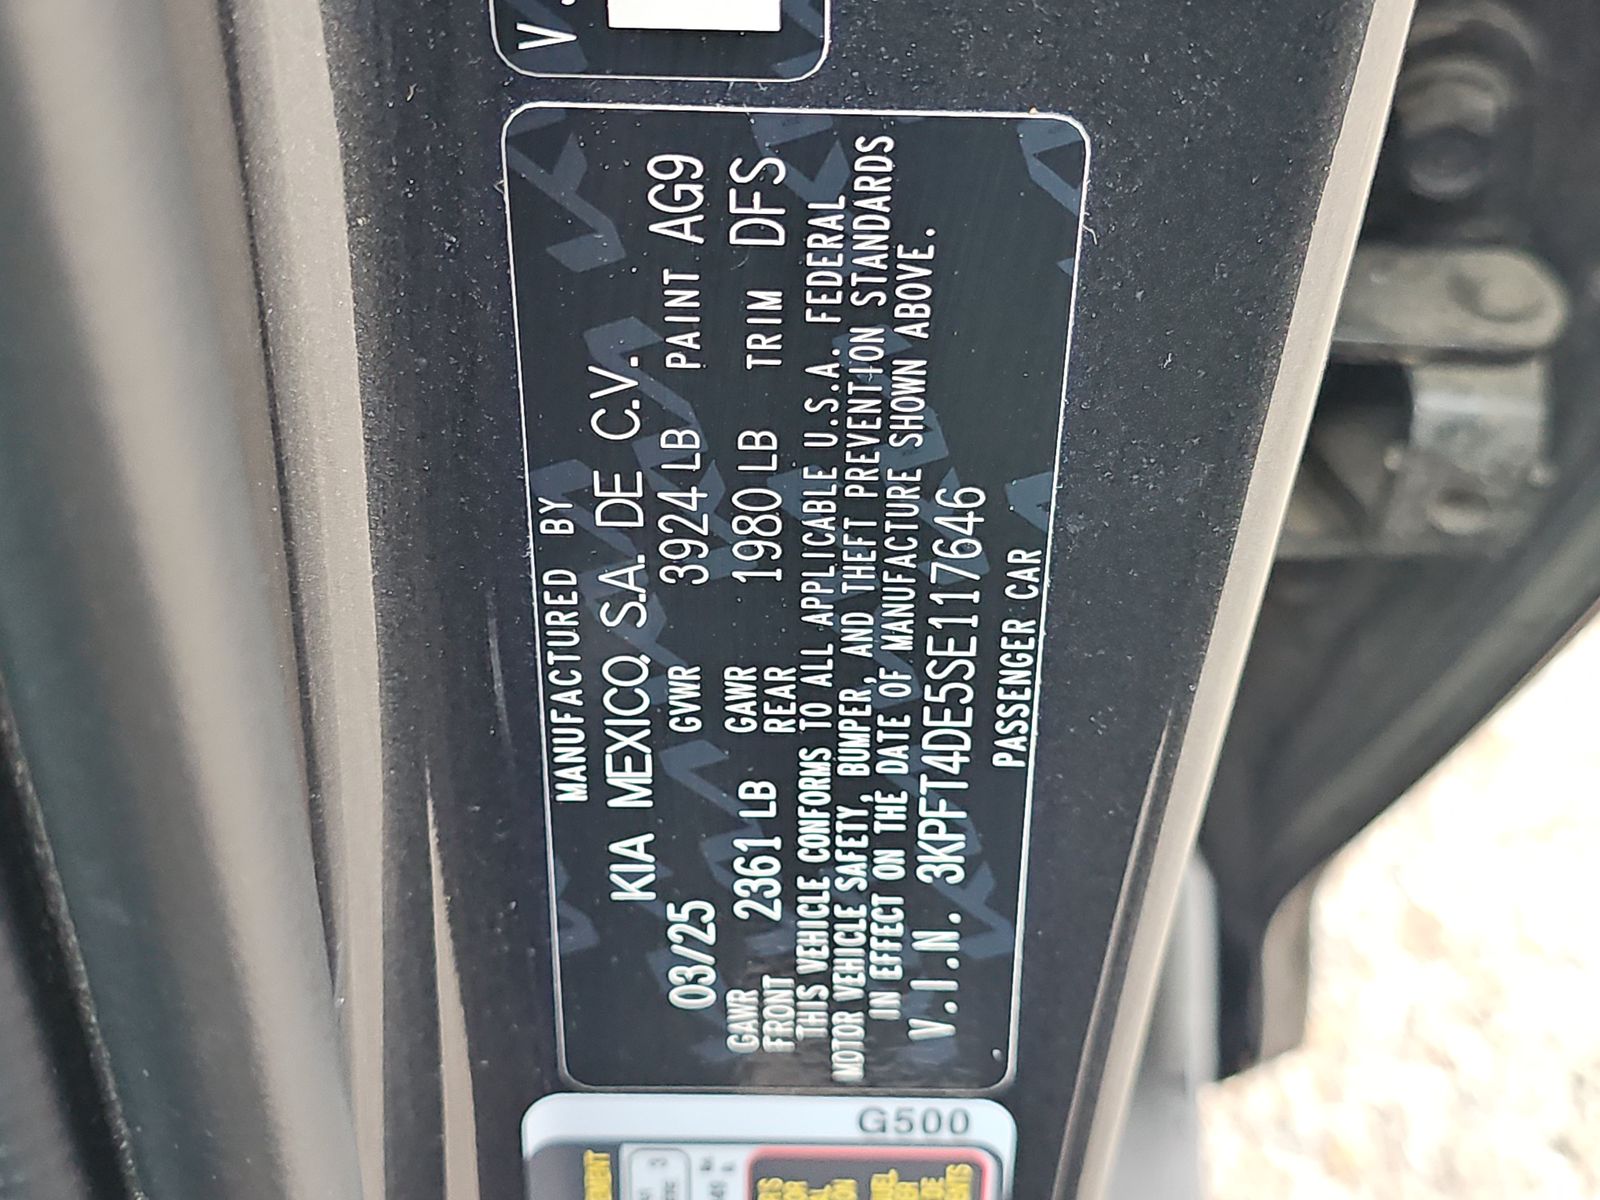 V.
MANUFACTURED BY
KIA MEXICO, S.A. DE C.V.
03/25 GVWR 3924 LB PAINT AG9
GAWR FRONT 2361 LB GAWR REAR 1980 LB TRIM DFS
THIS VEHICLE CONFORMS TO ALL APPLICABLE U.S.A. FEDERAL
MOTOR VEHICLE SAFETY, BUMPER, AND THEFT PREVENTION STANDARDS
IN EFFECT ON THE DATE OF MANUFACTURE SHOWN ABOVE.
V.I.N. 3KPFT4DE5SE117646
PASSENGER CAR
G500